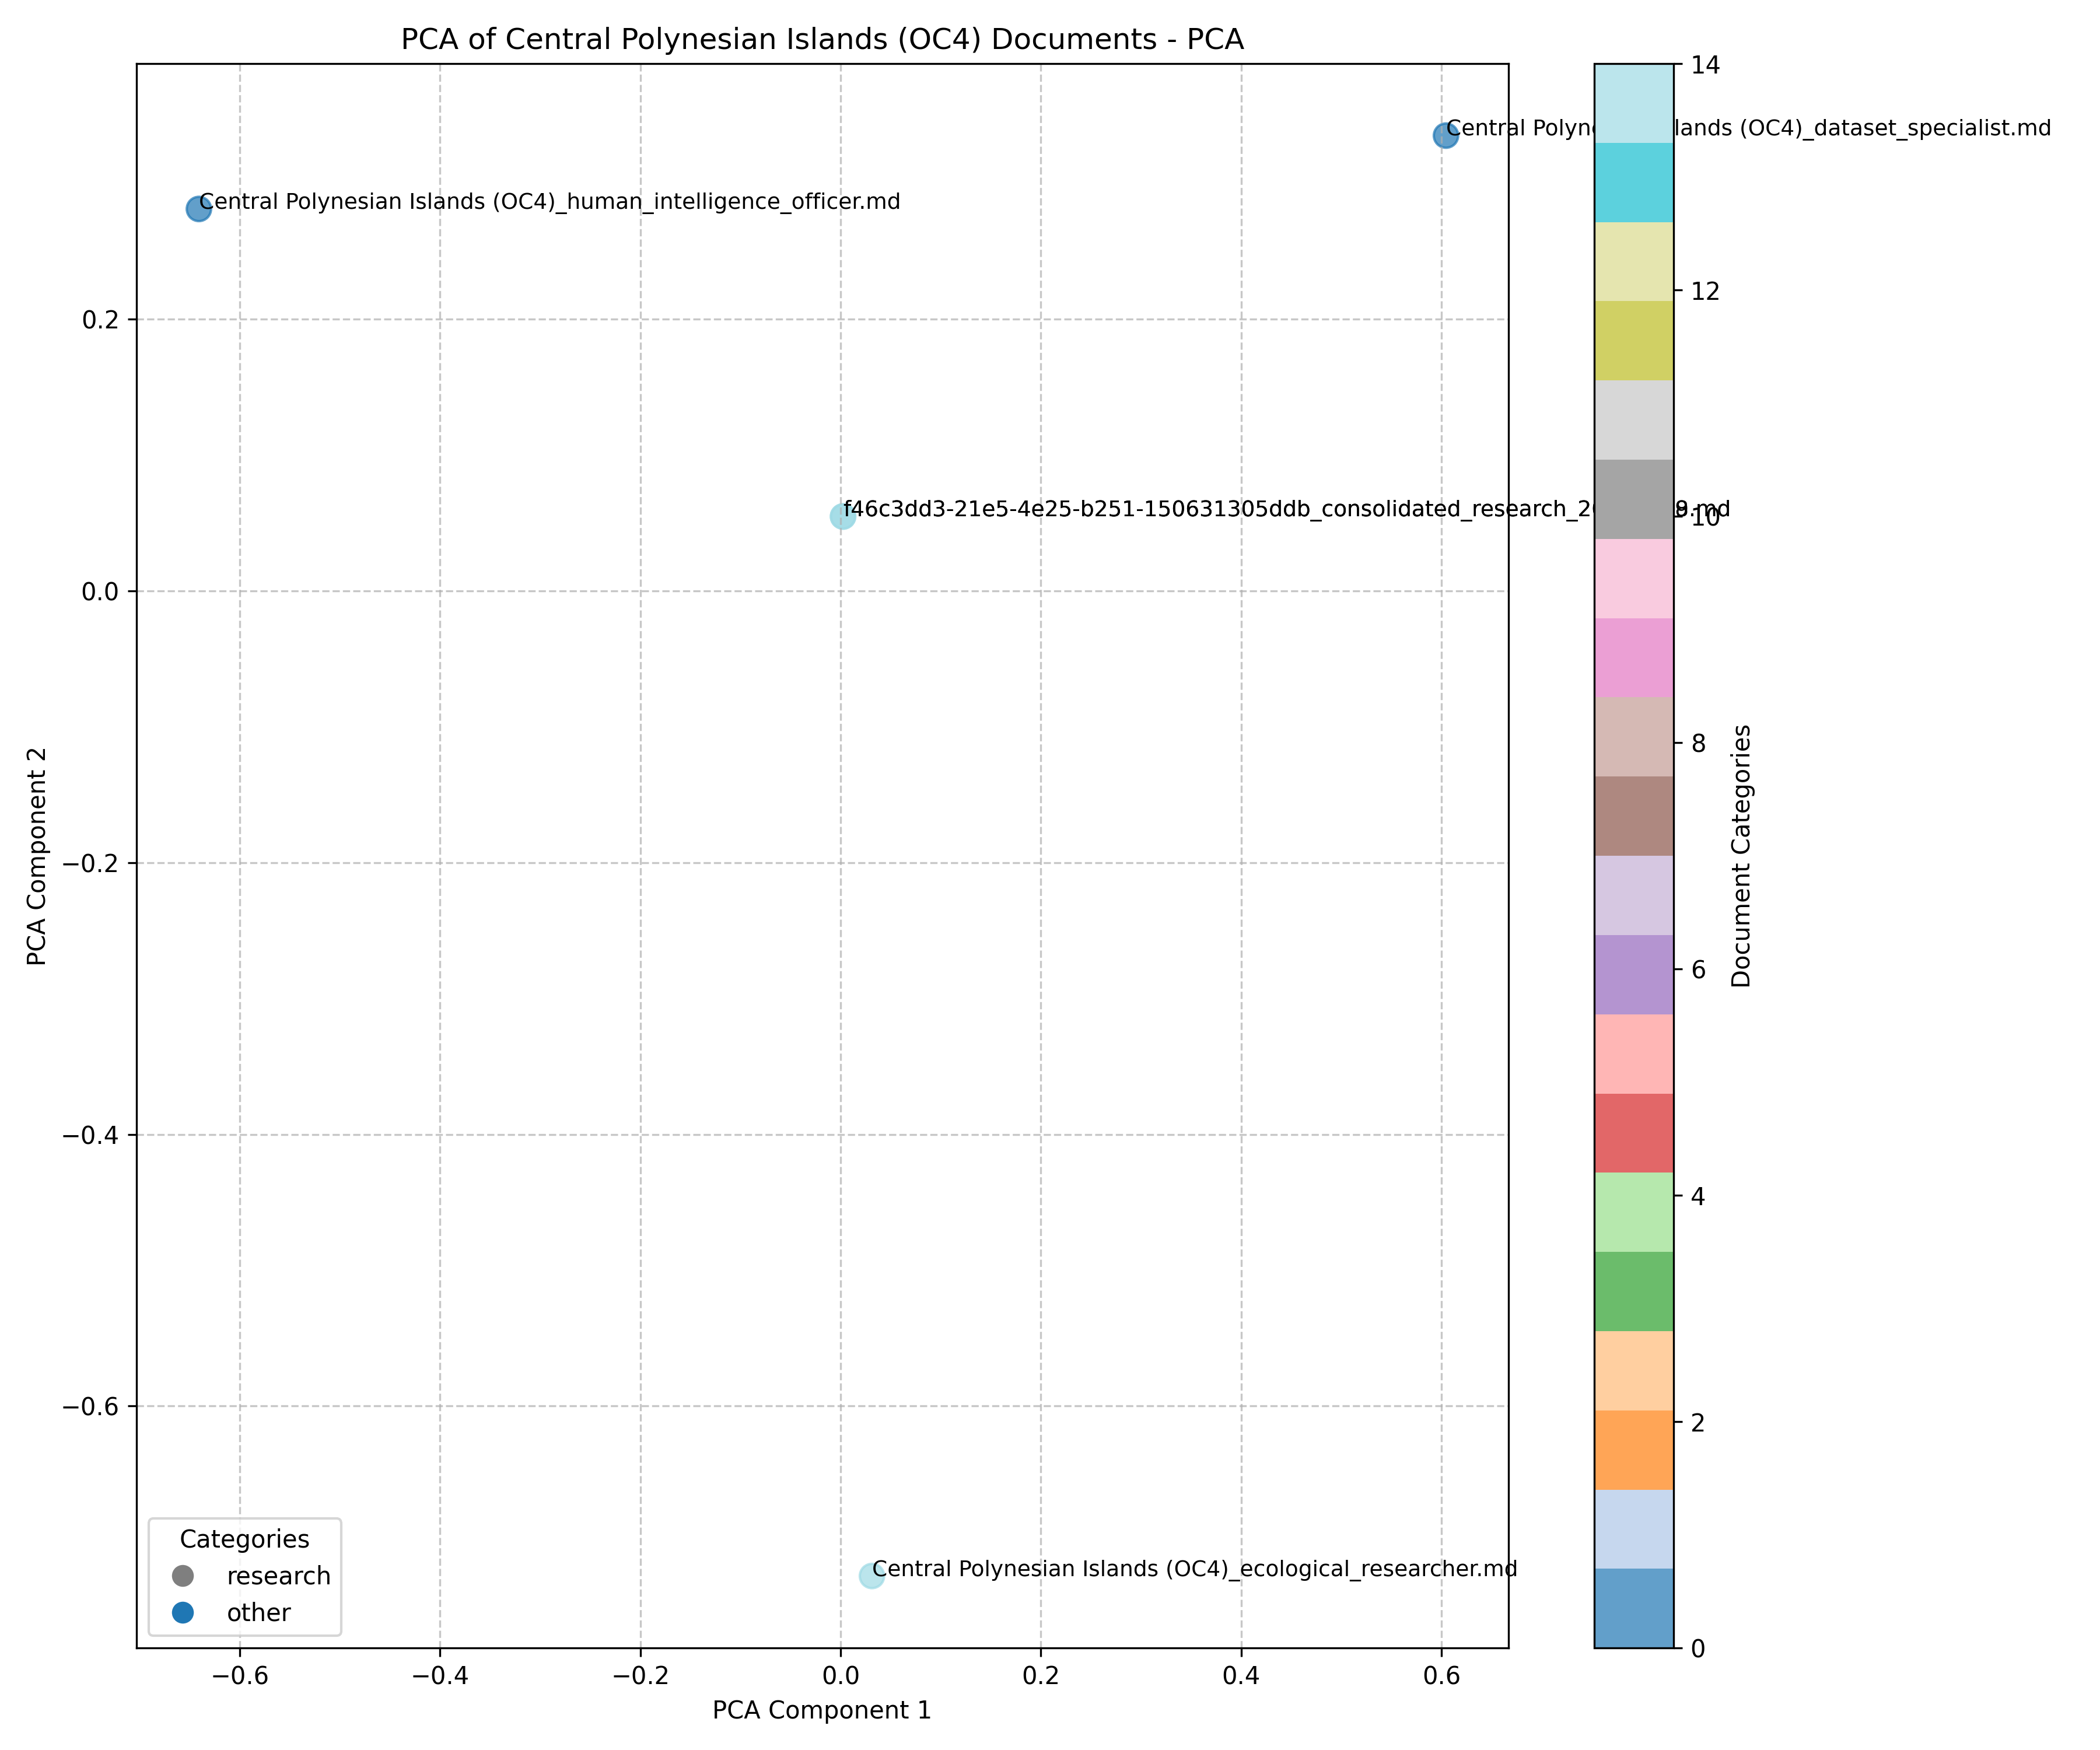 PCA of Central Polynesian Islands (OC4) Documents - PCA
Central Polyn lands (OC4)_dataset_specialist.md
Central Polynesian Islands (OC4)_human_intelligence_officer.md
f46c3dd3-21e5-4e25-b251-150631305ddb_consolidated_research_2 .md
Central Polynesian Islands (OC4)_ecological_researcher.md
0.2
0.0
−0.2
−0.4
−0.6
PCA Component 2
−0.6
−0.4
−0.2
0.0
0.2
0.4
0.6
PCA Component 1
Categories
research
other
14
12
10
8
6
4
2
0
Document Categories